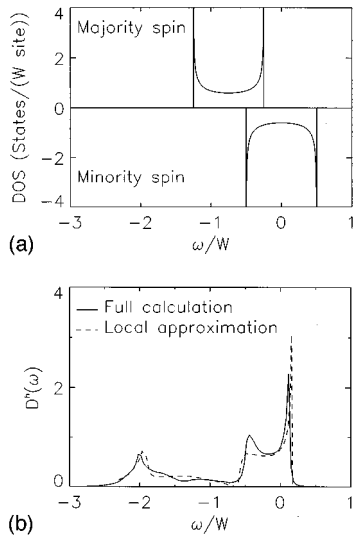 DOS (States/(W site))
4
2
0
−2
−4
Majority spin
Minority spin
−3
−2
−1
0
1
ω/W
(a)
Dʰ(ω)
4
2
0
Full calculation
Local approximation
−3
−2
−1
0
1
ω/W
(b)